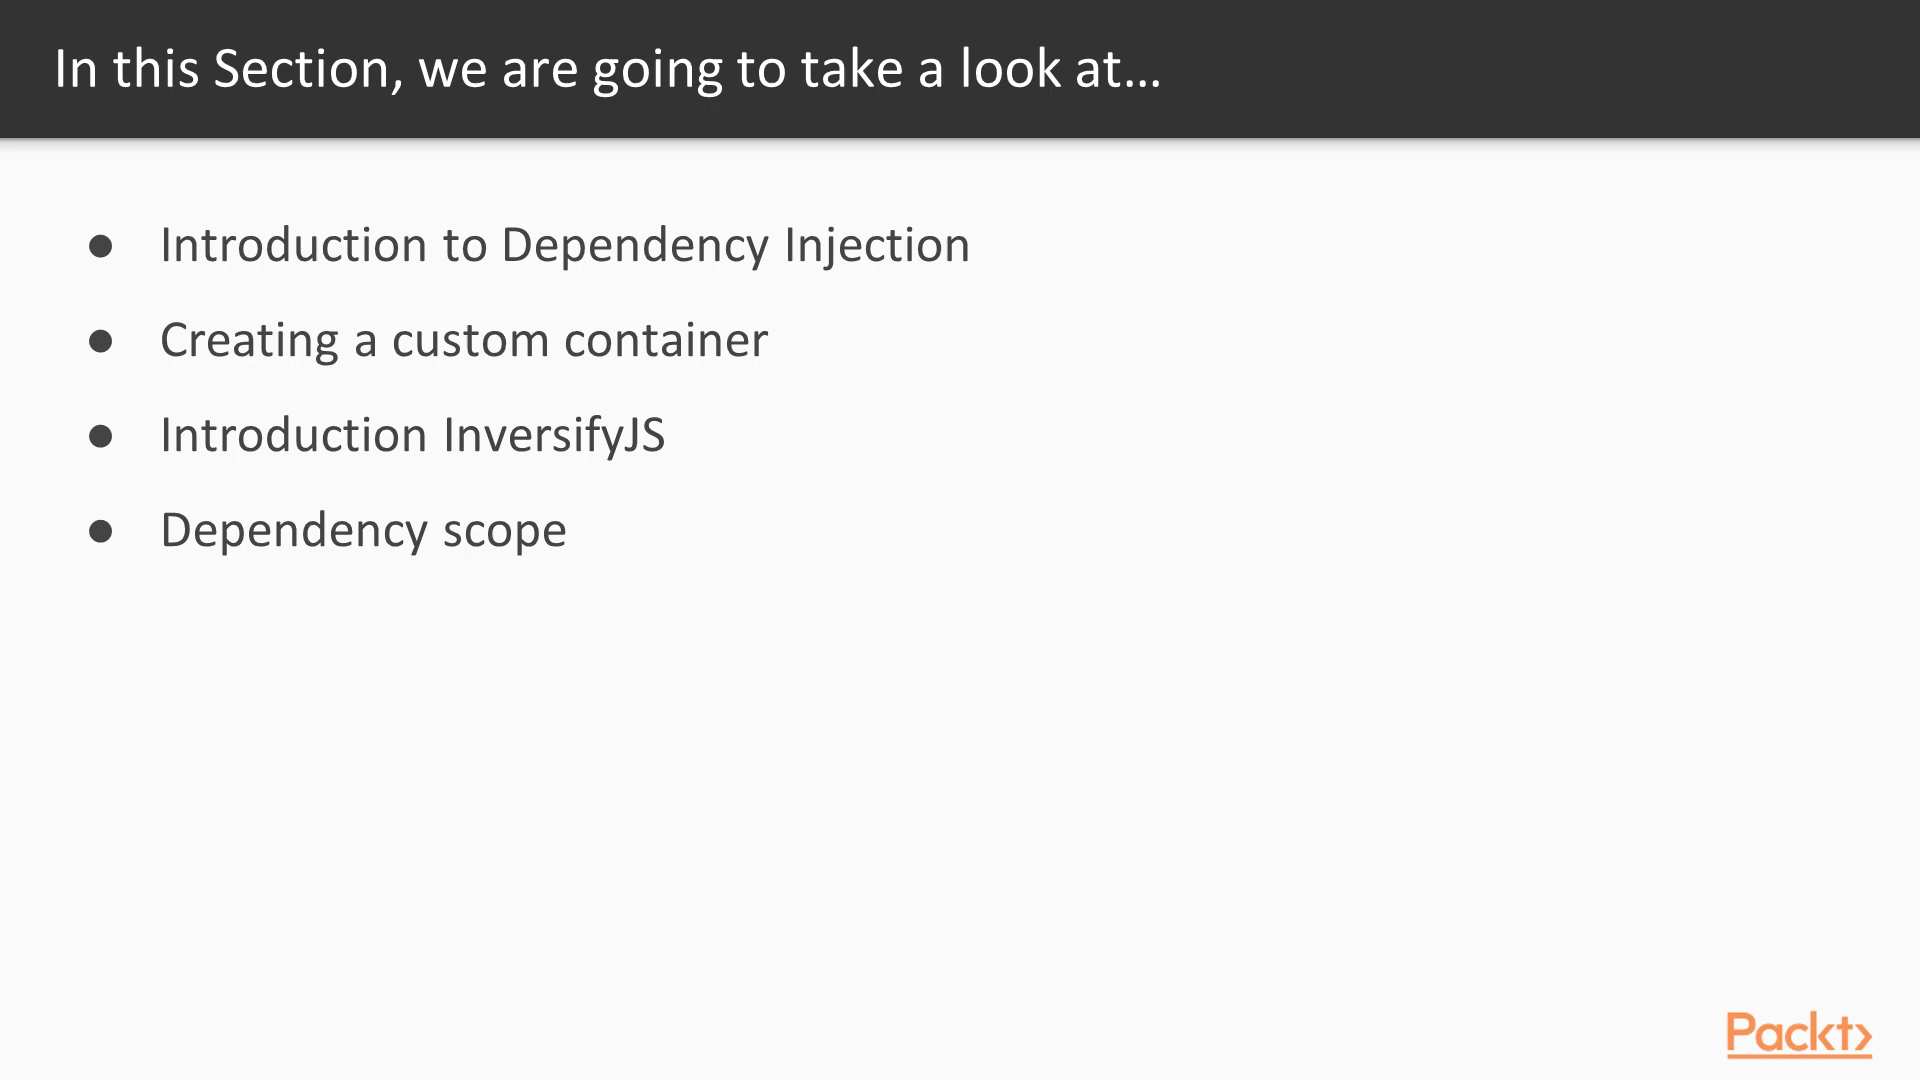 In this Section, we are going to take a look at...
● Introduction to Dependency Injection
● Creating a custom container
● Introduction InversifyJS
● Dependency scope
Packt>